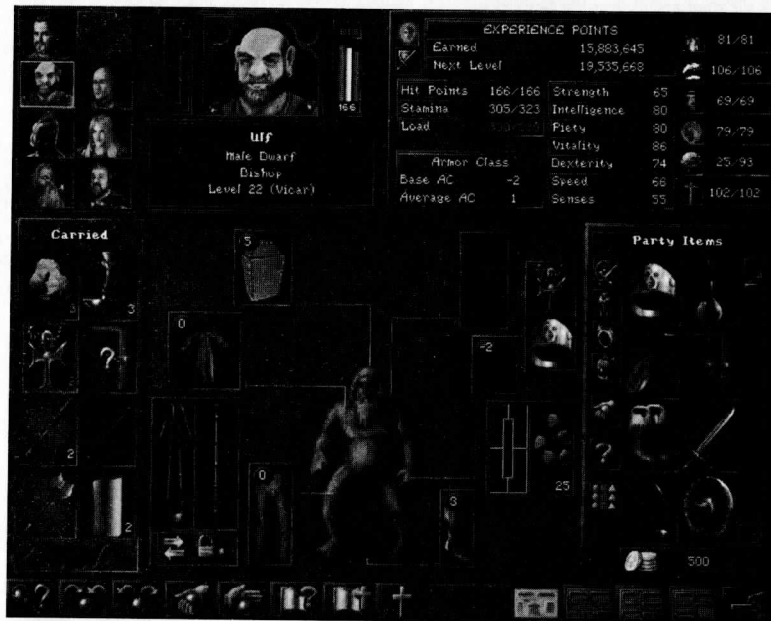 EXPERIENCE POINTS
Earned 15,883,645
Next Level 19,535,668
81/81
106/106
69/69
79/79
25/93
102/102
Hit Points 166/166
Stamina 305/323
Load
Strength 65
Intelligence 80
Piety 80
Vitality 86
Dexterity 74
Speed 66
Senses 55
Armor Class
Base AC -2
Average AC 1
166
Ulf
Male Dwarf
Bishop
Level 22 (Vicar)
Carried
3
?
2
2
5
0
-2
0
3
25
Party Items
?
500
?
?